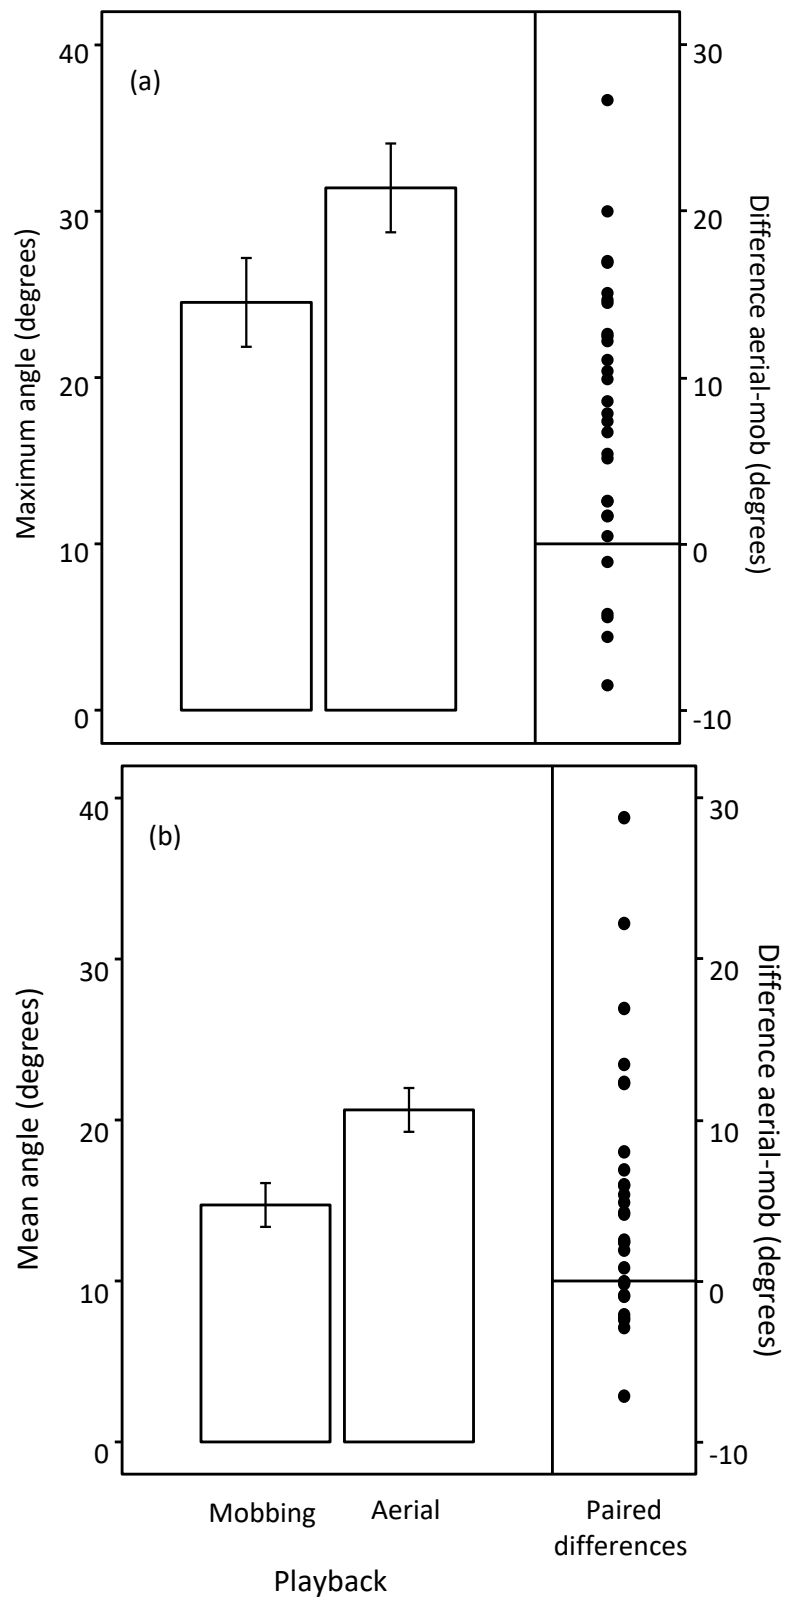 (a)
Maximum angle (degrees)
40
30
20
10
0
30
20
10
0
-10
Difference aerial-mob (degrees)
(b)
Mean angle (degrees)
40
30
20
10
0
30
20
10
0
-10
Difference aerial-mob (degrees)
Mobbing
Aerial
Paired
differences
Playback